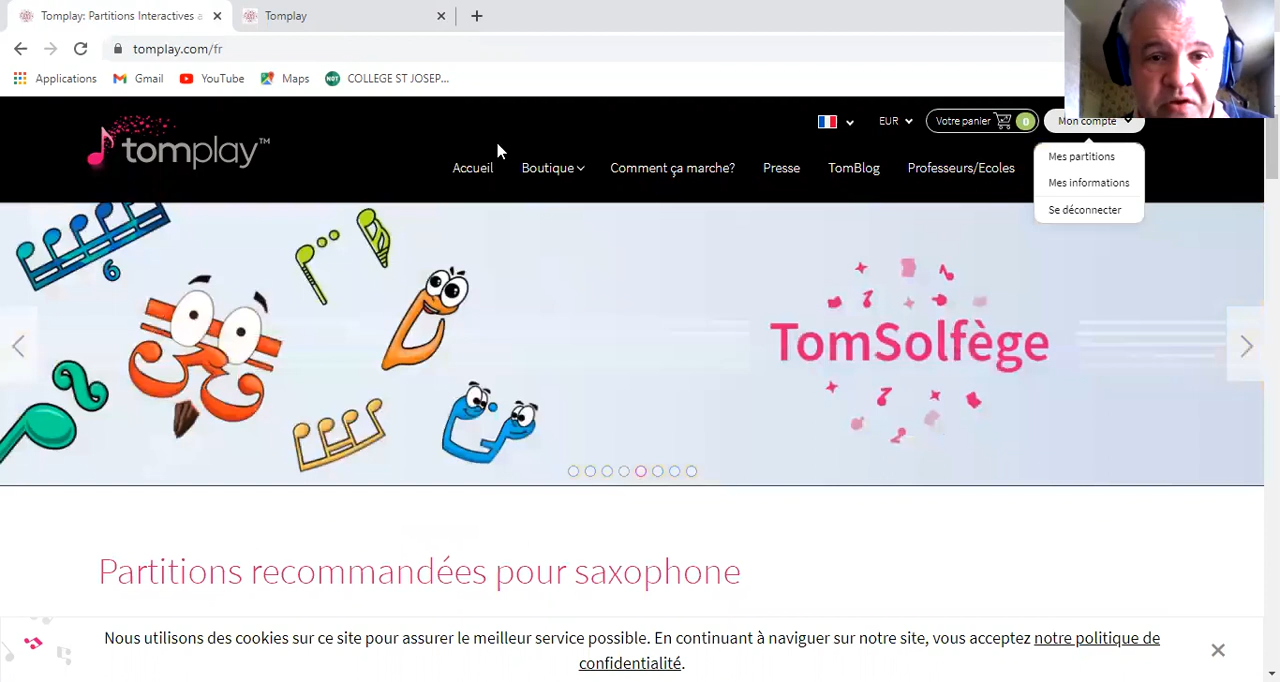 Tomplay: Partitions Interactives a
Tomplay
tomplay.com/fr
Applications Gmail YouTube Maps NOT COLLEGE ST JOSEP...
EUR Votre panier 0 Mon compte
tomplay™
Mes partitions
Accueil Boutique Comment ça marche? Presse TomBlog Professeurs/Ecoles
Mes informations
Se déconnecter
6
TomSolfège
Partitions recommandées pour saxophone
Nous utilisons des cookies sur ce site pour assurer le meilleur service possible. En continuant à naviguer sur notre site, vous acceptez notre politique de
confidentialité.